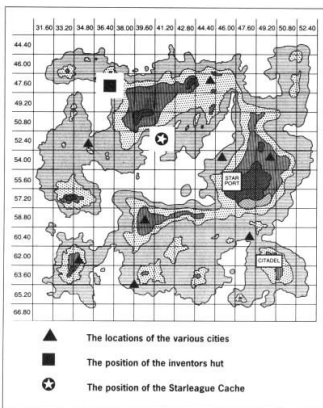 31.60 33.20 36.40 38.00 39.60 41.20 42.80 44.40 46.00 47.60 49.20 50.80 52.40
44.40
46.00
47.60
49.20
50.80
52.40
54.00
55.60
57.20
58.80
60.40
62.00
63.60
65.20
66.80
STAR
PORT
CITADEL
The locations of the various cities
The position of the inventors hut
The position of the Starleague Cache